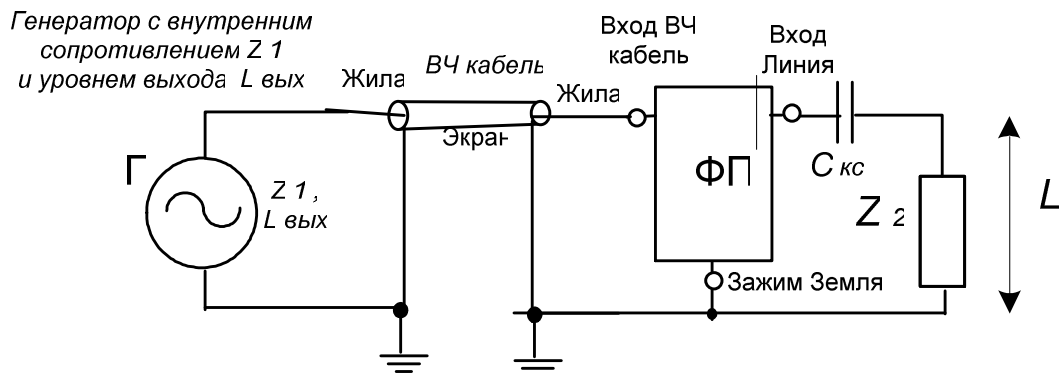 Генератор с внутренним
сопротивлением Z 1
и уровнем выхода L вых
Жила
ВЧ кабель
Экран
Жила
Вход ВЧ
кабель
Вход
Линия
Г
Z 1 ,
L вых
ФП
С кс
Z 2
L
Зажим Земля